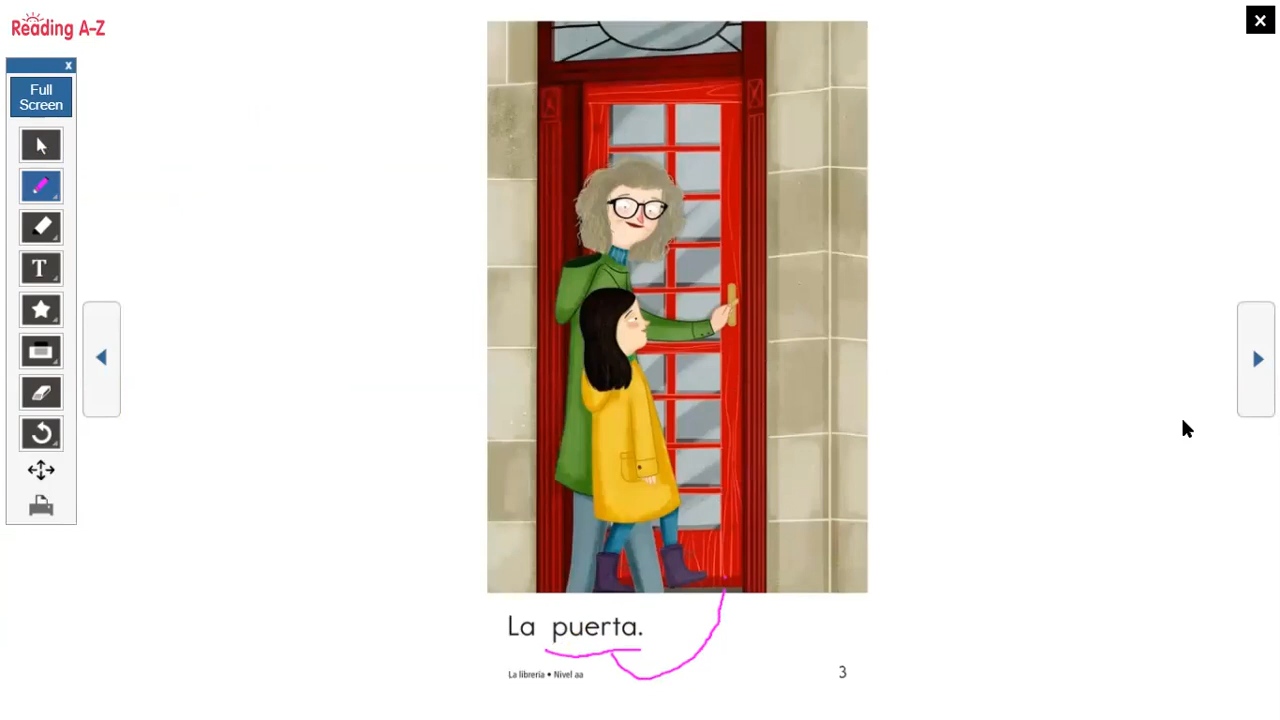 Reading A-Z
x
Full
Screen
T
La puerta.
La librería • Nivel aa
3